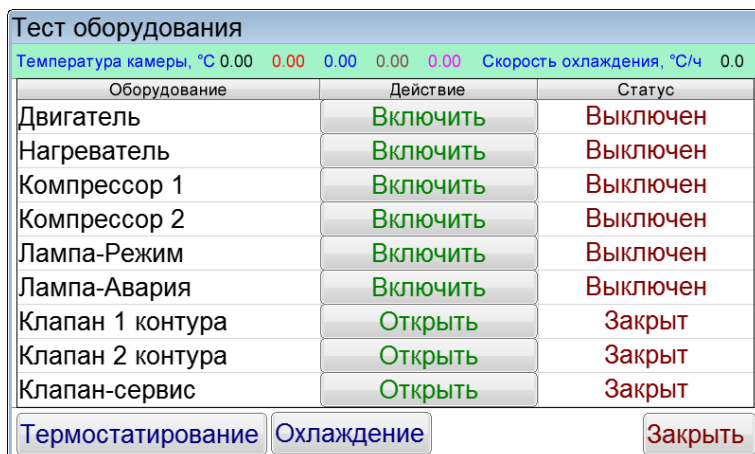 Тест оборудования
Температура камеры, °C 0.00 0.00 0.00 0.00 0.00 Скорость охлаждения, °C/ч 0.0
Оборудование Действие Статус
Двигатель Включить Выключен
Нагреватель Включить Выключен
Компрессор 1 Включить Выключен
Компрессор 2 Включить Выключен
Лампа-Режим Включить Выключен
Лампа-Авария Включить Выключен
Клапан 1 контура Открыть Закрыт
Клапан 2 контура Открыть Закрыт
Клапан-сервис Открыть Закрыт
Термостатирование Охлаждение Закрыть